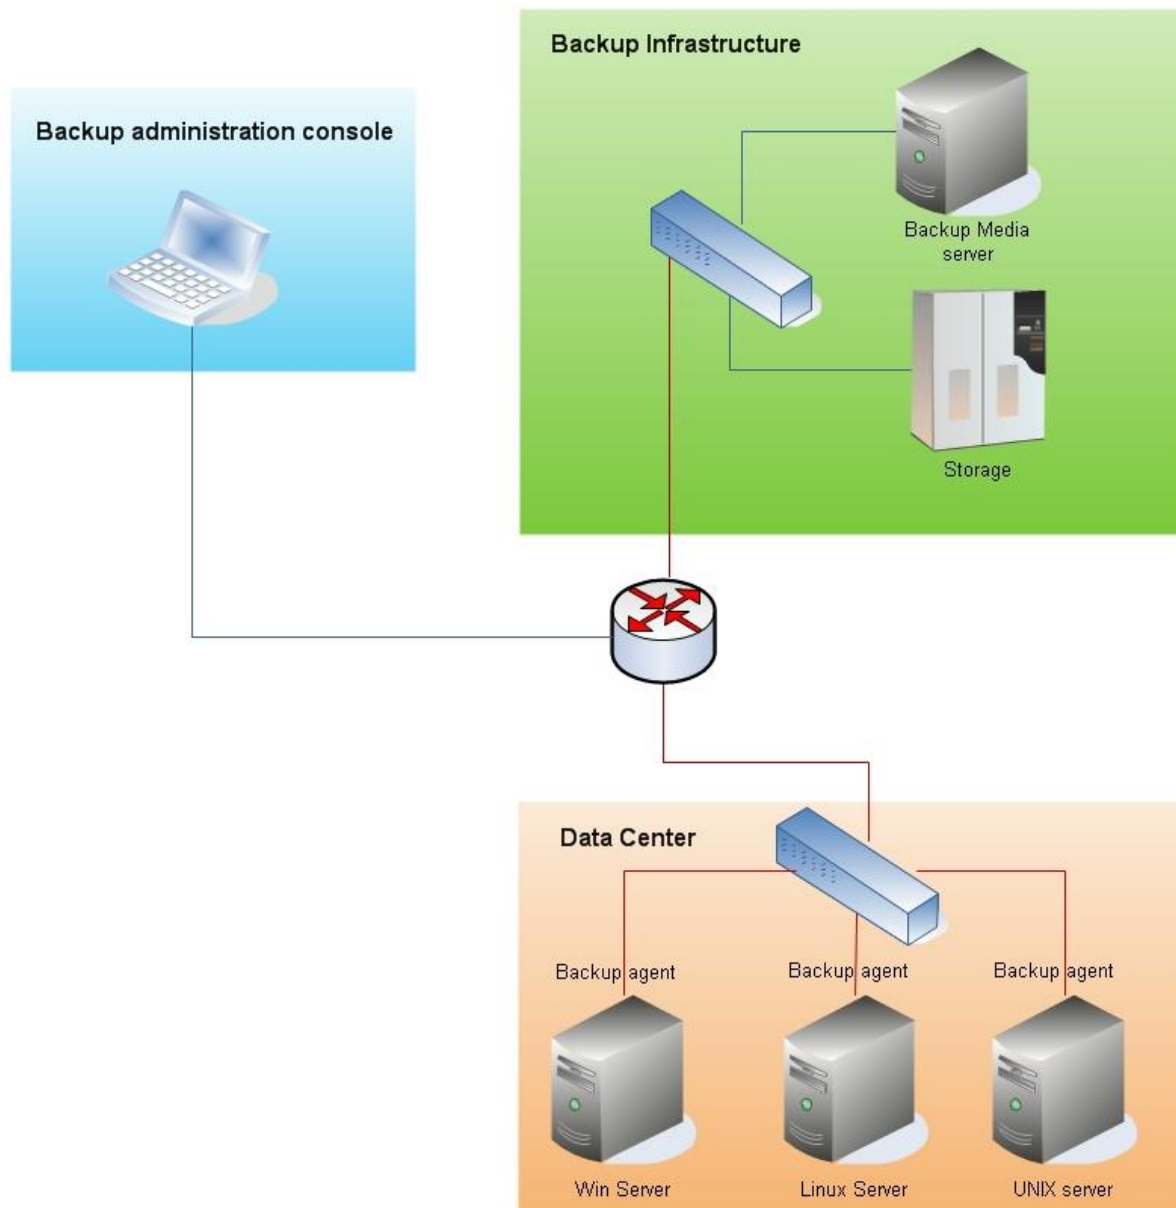 Backup Infrastructure
Backup administration console
Backup Media
server
Storage
Data Center
Backup agent
Backup agent
Backup agent
Win Server
Linux Server
UNIX server